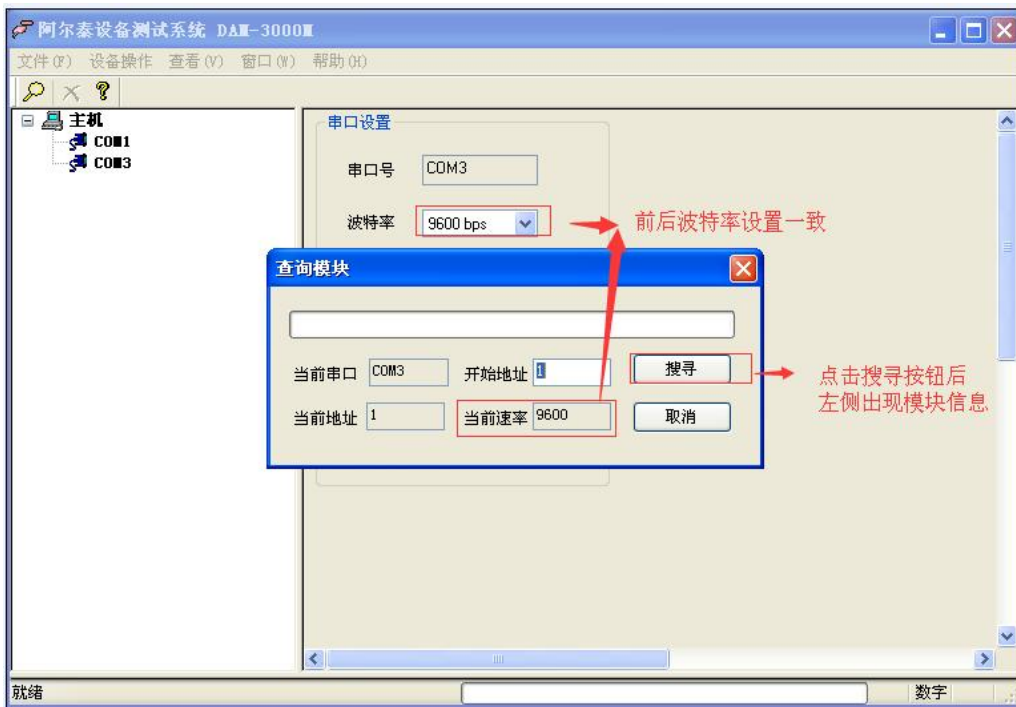 阿尔泰设备测试系统 DAM-3000M
文件(F) 设备操作 查看(V) 窗口(W) 帮助(H)
主机
COM1
COM3
串口设置
串口号 COM3
波特率 9600 bps
前后波特率设置一致
查询模块
当前串口 COM3 开始地址 1 搜寻
当前地址 1 当前速率 9600 取消
点击搜寻按钮后
左侧出现模块信息
就绪
数字